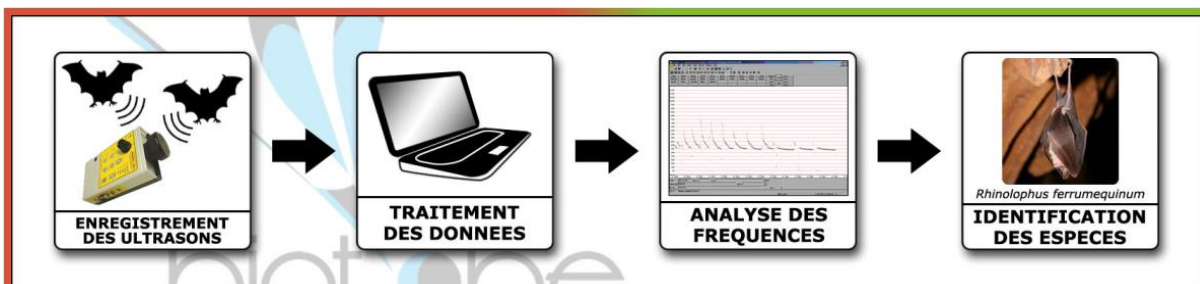 ENREGISTREMENT
DES ULTRASONS
TRAITEMENT
DES DONNEES
ANALYSE DES
FREQUENCES
Rhinolophus ferrumequinum
IDENTIFICATION
DES ESPECES